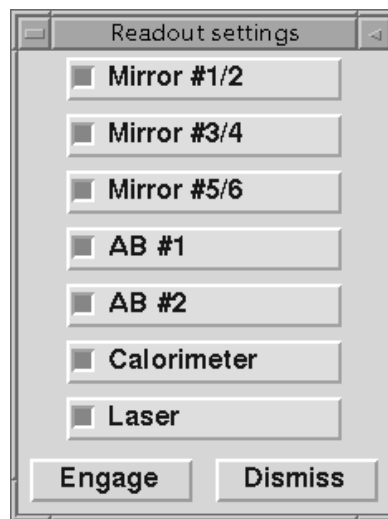 Readout settings
Mirror #1/2
Mirror #3/4
Mirror #5/6
AB #1
AB #2
Calorimeter
Laser
Engage Dismiss